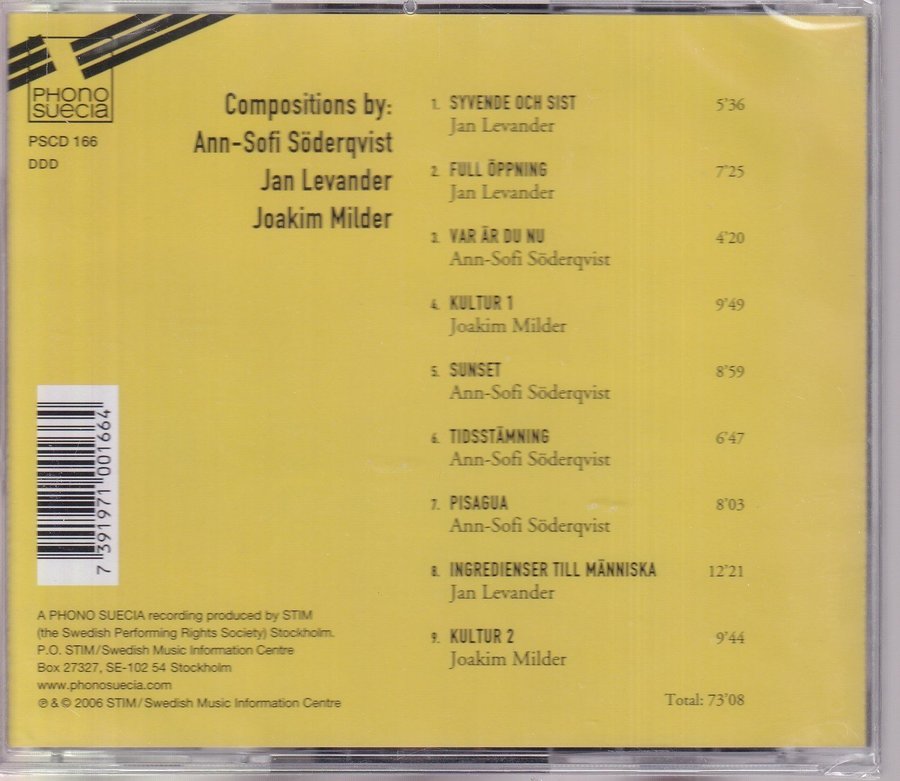 PHONO
SUECIA
PSCD 166
DDD
Compositions by:
Ann-Sofi Söderqvist
Jan Levander
Joakim Milder
1. SYVENDE OCH SIST 5'36
Jan Levander
2. FULL ÖPPNING 7'25
Jan Levander
3. VAR ÄR DU NU 4'20
Ann-Sofi Söderqvist
4. KULTUR 1 9'49
Joakim Milder
5. SUNSET 8'59
Ann-Sofi Söderqvist
6. TIDSSTÄMNING 6'47
Ann-Sofi Söderqvist
7. PISAGUA 8'03
Ann-Sofi Söderqvist
8. INGREDIENSER TILL MÄNNISKA 12'21
Jan Levander
9. KULTUR 2 9'44
Joakim Milder
Total: 73'08
7 391971 001664
A PHONO SUECIA recording produced by STIM
(the Swedish Performing Rights Society) Stockholm.
P.O. STIM/Swedish Music Information Centre
Box 27327, SE-102 54 Stockholm
www.phonosuecia.com
℗ & © 2006 STIM/Swedish Music Information Centre